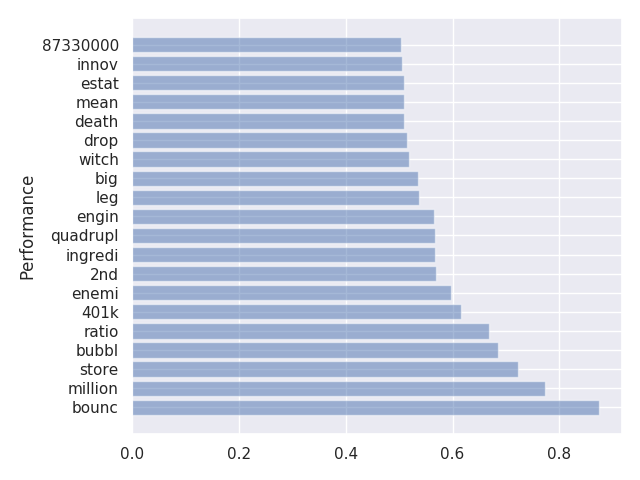 87330000
innov
estat
mean
death
drop
witch
big
leg
engin
quadrupl
ingredi
2nd
enemi
401k
ratio
bubbl
store
million
bounc
Performance
0.0 0.2 0.4 0.6 0.8